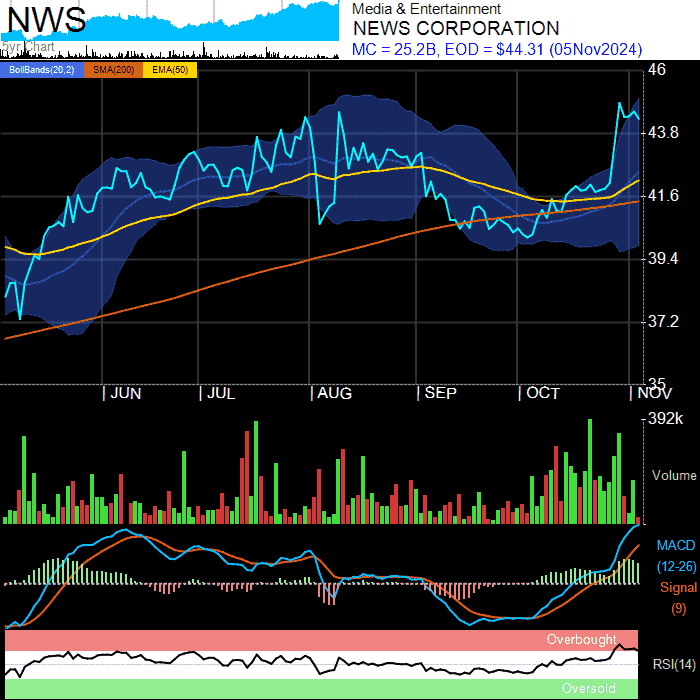 NWS
5yr Chart
Media & Entertainment
NEWS CORPORATION
MC = 25.2B, EOD = $44.31 (05Nov2024)
BollBands(20,2) SMA(200) EMA(50)
46
43.8
41.6
39.4
37.2
35
JUN JUL AUG SEP OCT NOV
392k
Volume
MACD
(12-26)
Signal
(9)
Overbought
RSI(14)
Oversold